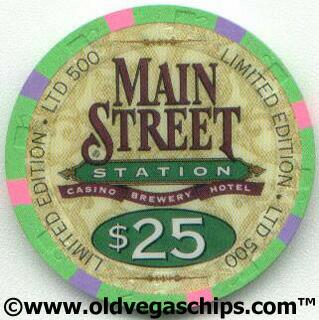 LIMITED EDITION • LTD 500
LIMITED EDITION • LTD 500
MAIN
STREET
STATION
CASINO BREWERY HOTEL
$25
©www.oldvegaschips.com™